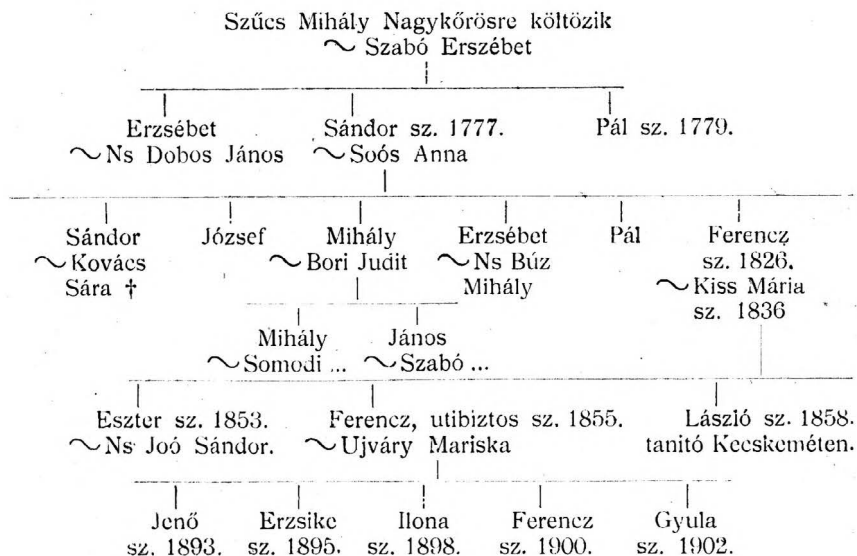 Szűcs Mihály Nagykőrösre költözik
~ Szabó Erszébet
Erzsébet Sándor sz. 1777. Pál sz. 1779.
~ Ns Dobos János ~ Soós Anna
Sándor József Mihály Erzsébet Pál Ferencz
~ Kovács ~ Bori Judit ~ Ns Búz sz. 1826.
Sára † Mihály ~ Kiss Mária
sz. 1836
Mihály János
~ Somodi ... ~ Szabó ...
Eszter sz. 1853. Ferencz, utibiztos sz. 1855. László sz. 1858.
~ Ns Joó Sándor. ~ Ujváry Mariska tanitó Kecskeméten.
Jenő Erzsike Ilona Ferencz Gyula
sz. 1893. sz. 1895. sz. 1898. sz. 1900. sz. 1902.